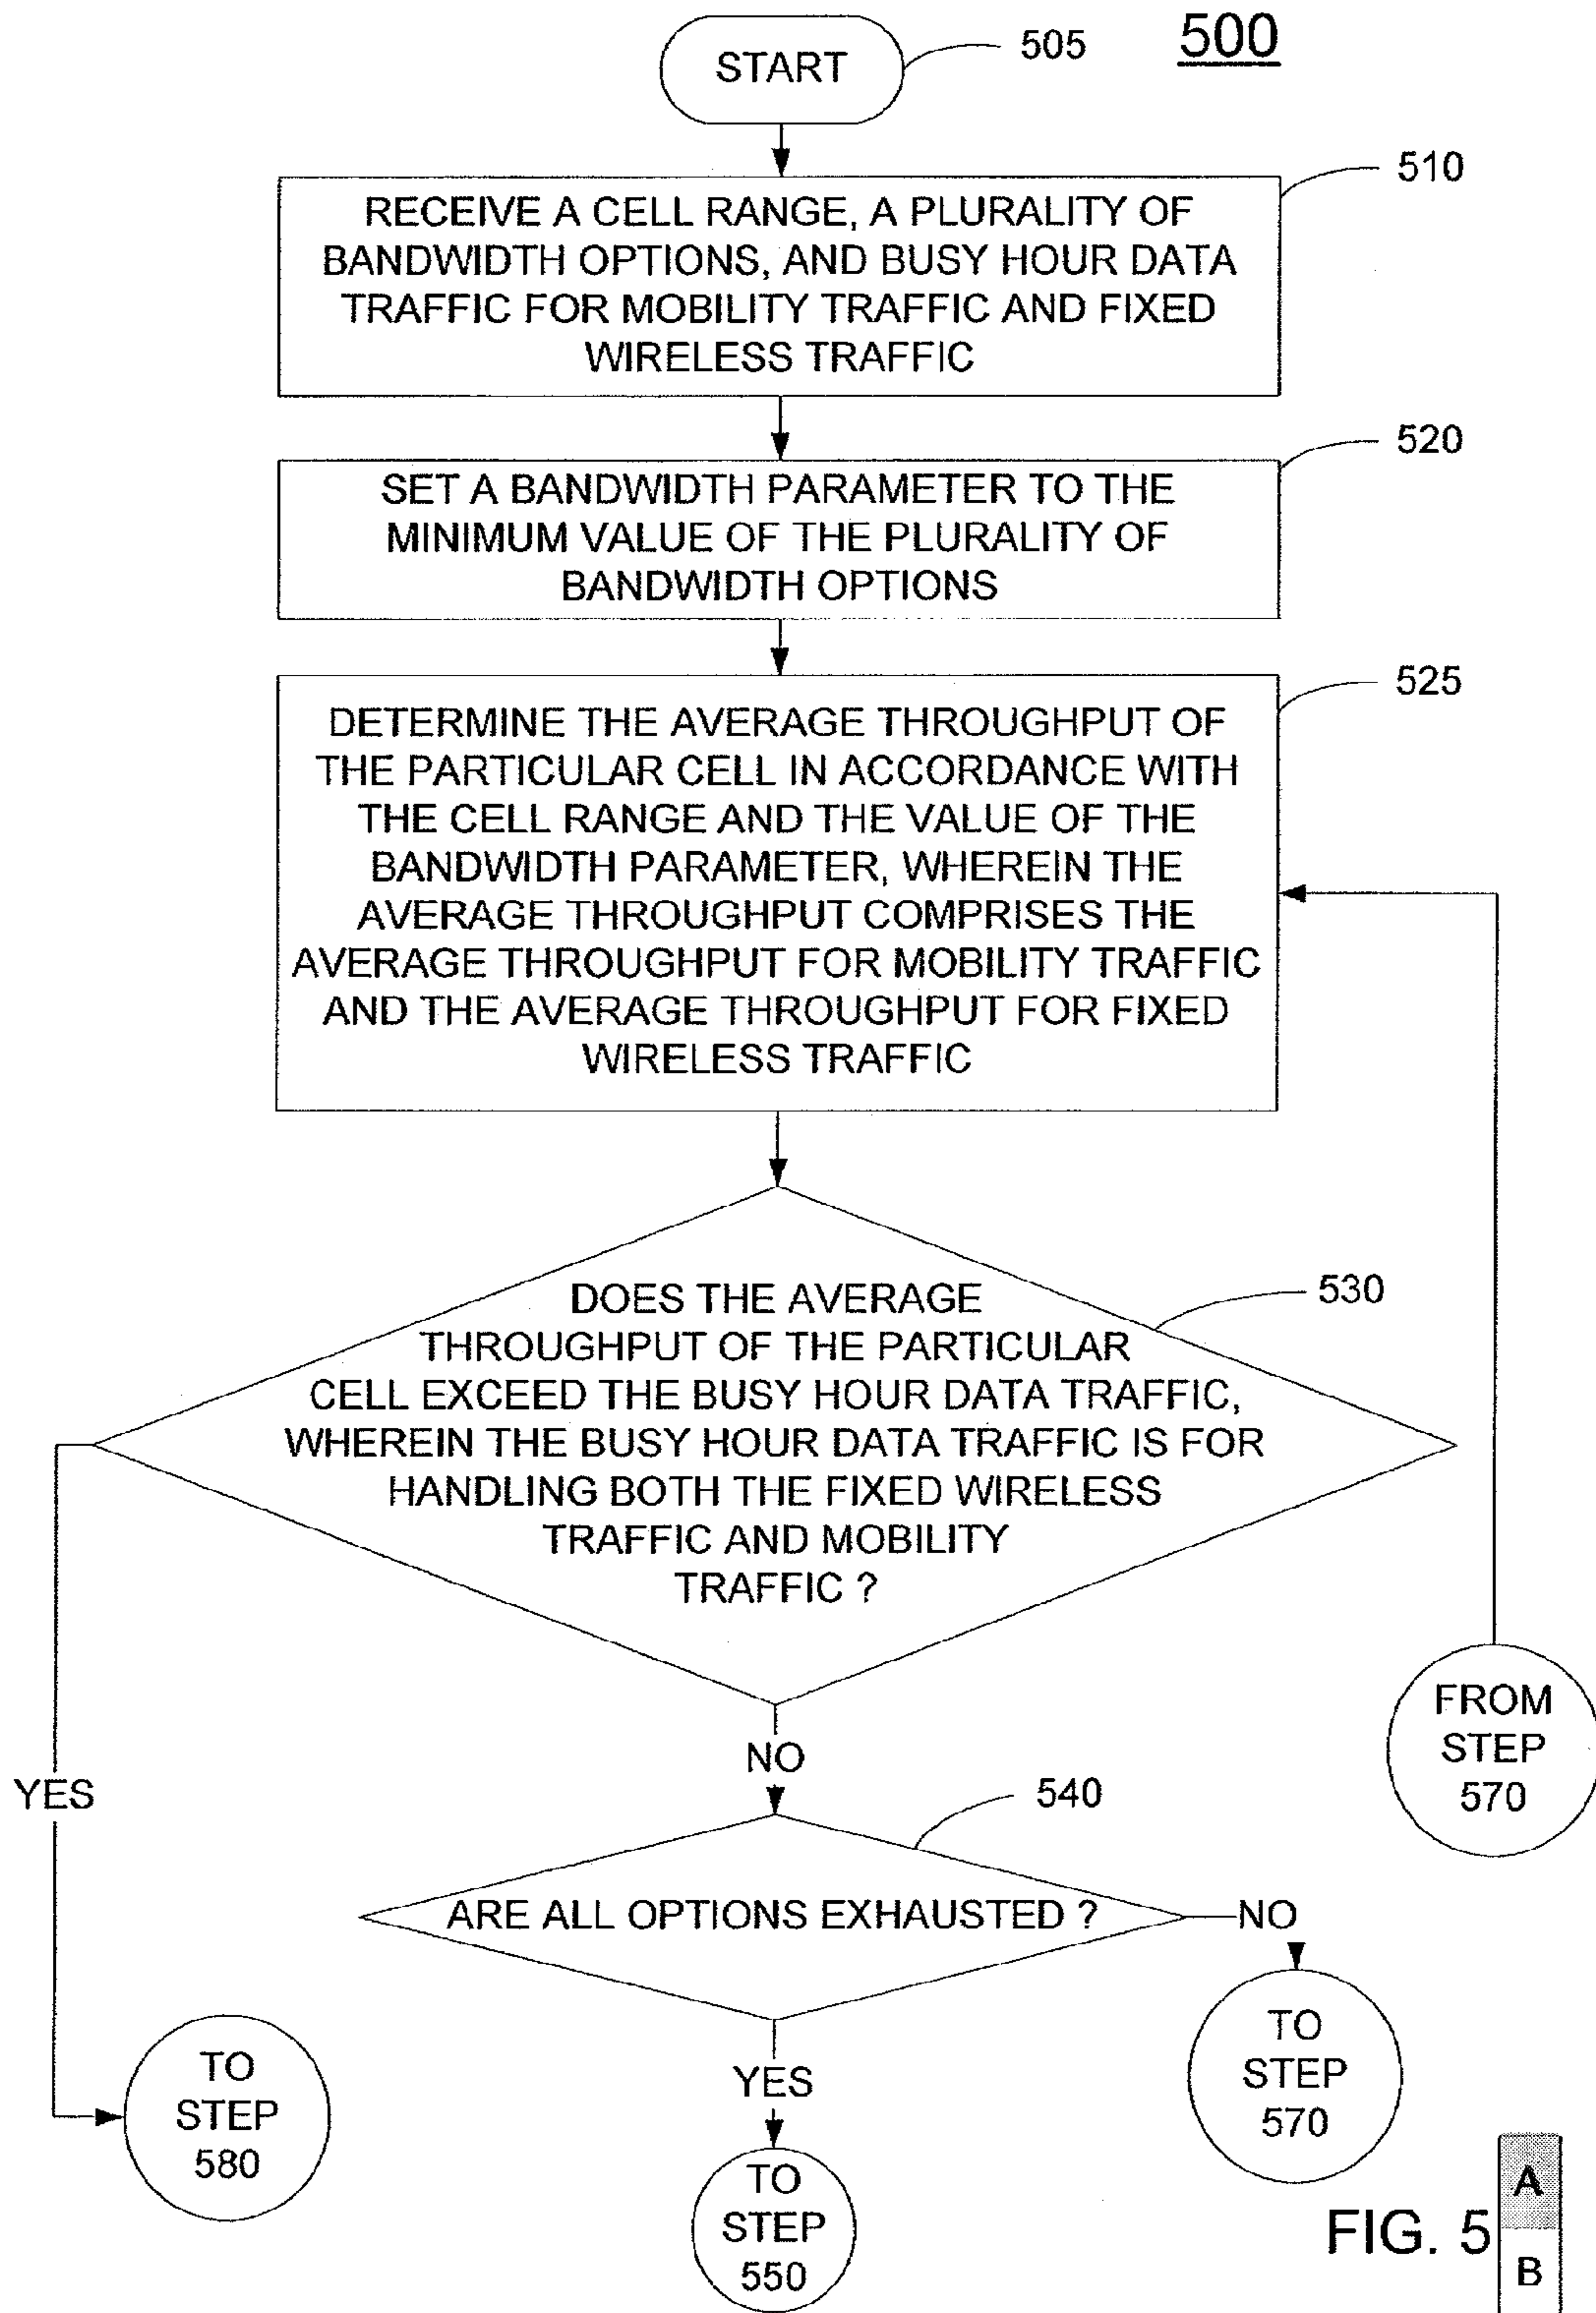 500
START
505
510
RECEIVE A CELL RANGE, A PLURALITY OF
BANDWIDTH OPTIONS, AND BUSY HOUR DATA
TRAFFIC FOR MOBILITY TRAFFIC AND FIXED
WIRELESS TRAFFIC
520
SET A BANDWIDTH PARAMETER TO THE
MINIMUM VALUE OF THE PLURALITY OF
BANDWIDTH OPTIONS
525
DETERMINE THE AVERAGE THROUGHPUT OF
THE PARTICULAR CELL IN ACCORDANCE WITH
THE CELL RANGE AND THE VALUE OF THE
BANDWIDTH PARAMETER, WHEREIN THE
AVERAGE THROUGHPUT COMPRISES THE
AVERAGE THROUGHPUT FOR MOBILITY TRAFFIC
AND THE AVERAGE THROUGHPUT FOR FIXED
WIRELESS TRAFFIC
530
DOES THE AVERAGE
THROUGHPUT OF THE PARTICULAR
CELL EXCEED THE BUSY HOUR DATA TRAFFIC,
WHEREIN THE BUSY HOUR DATA TRAFFIC IS FOR
HANDLING BOTH THE FIXED WIRELESS
TRAFFIC AND MOBILITY
TRAFFIC ?
FROM
STEP
570
NO
YES
540
ARE ALL OPTIONS EXHAUSTED ?
NO
TO
STEP
580
YES
TO
STEP
550
TO
STEP
570
FIG. 5
A
B